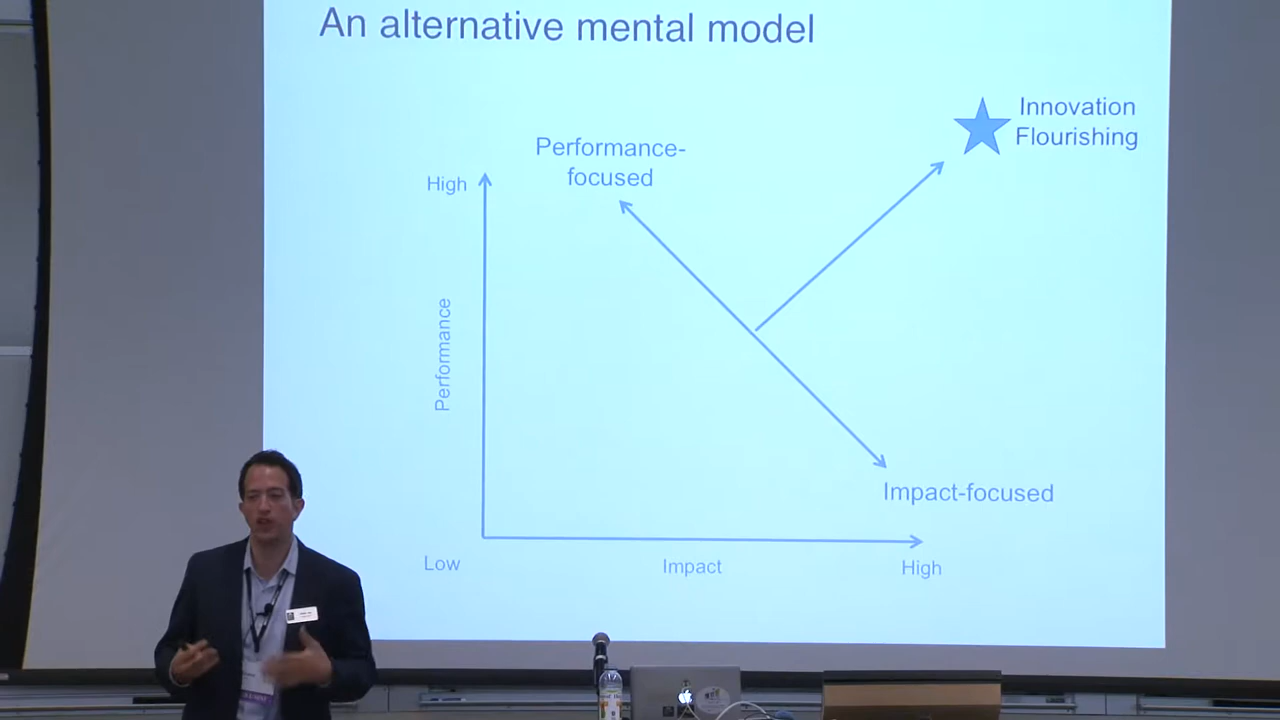 An alternative mental model
Innovation
Flourishing
Performance-
focused
High
Performance
Impact-focused
Low
Impact
High